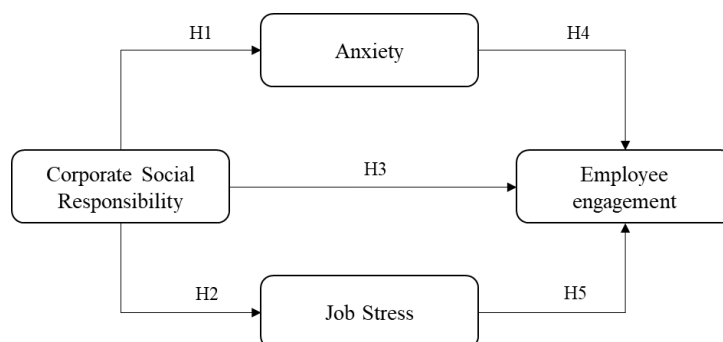 H1
Anxiety
H4
Corporate Social
Responsibility
H3
Employee
engagement
H2
Job Stress
H5